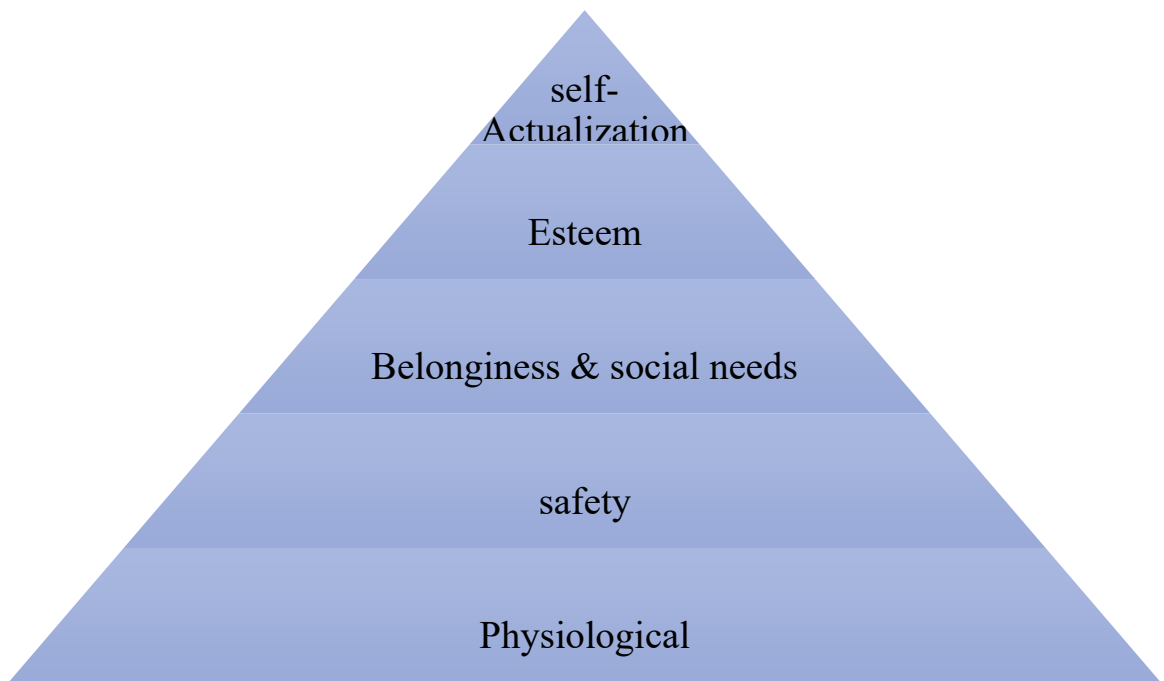 self-
Actualization
Esteem
Belonginess & social needs
safety
Physiological